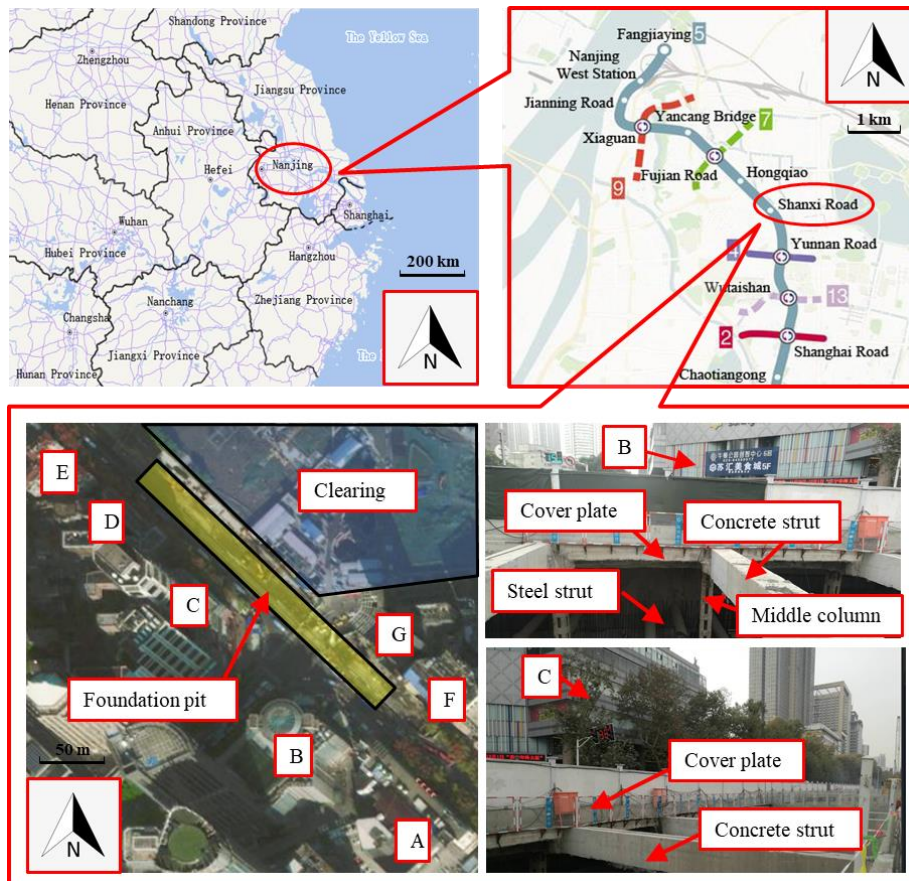 Shandong Province
The Yellow Sea
Zhengzhou
Jiangsu Province
Henan Province
Anhui Province
Hefei
Nanjing
Shanghai
Wuhan
Hubei Province
Hangzhou
200 km
Nanchang
Zhejiang Province
Changsha
Jiangxi Province
The
Hunan Province
N
Fangjiaying 5
Nanjing
West Station
Jianning Road
Yancang Bridge
7
1 km
N
Xiaguan
Fujian Road
Hongqiao
9
Shanxi Road
4
Yunnan Road
Wutaishan
13
2
Shanghai Road
Chaotiangong
E
D
C
Clearing
G
F
Foundation pit
B
50 m
A
N
B
Cover plate
Concrete strut
Steel strut
Middle column
C
Cover plate
Concrete strut